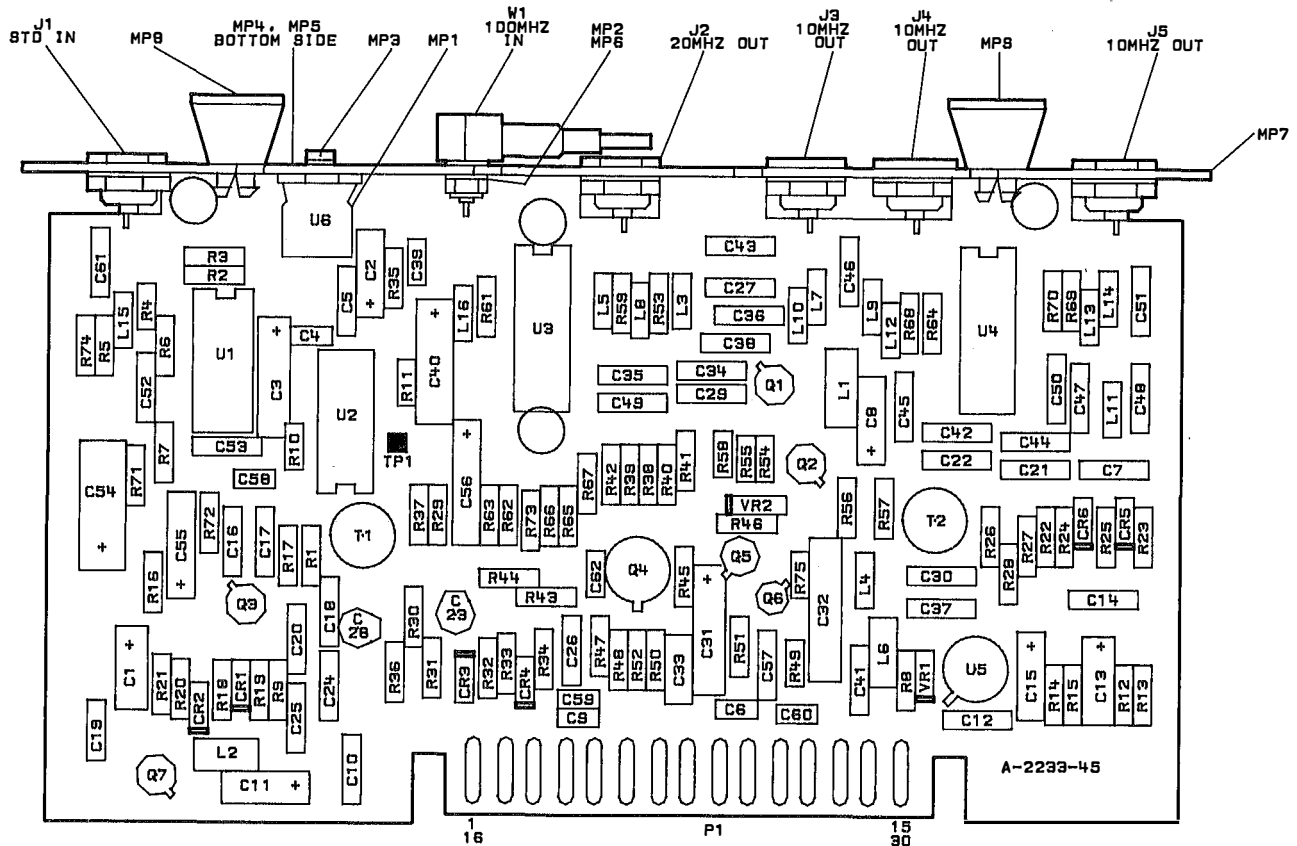 J1
STD IN
MP8
MP4, MP5
BOTTOM SIDE
MP3
MP1
W1
100MHZ
IN
MP2
MP6
J2
20MHZ OUT
J3
10MHZ
OUT
J4
10MHZ
OUT
MP9
J5
10MHZ OUT
MP7
U6
C61
R3
R2
C2
+
R35
C39
C5
C43
C46
R4
L15
R74
R5
R6
U1
C3
+
C4
L16
R61
U3
L5
R59
L8
R53
L3
C27
C36
C38
L10
L7
L9
L12
R68
R64
U4
R70
R69
L13
L14
C51
C52
U2
R11
C40
+
C35
C49
C34
C29
Q1
L1
C8
+
C45
C50
C47
L11
C48
R7
C53
R10
C58
TP1
C56
+
C42
C22
C44
C21
C7
C54
+
R71
R72
C55
+
C16
C17
R17
R1
T1
R37
R29
R63
R62
R73
R66
R65
R67
R42
R39
R38
R40
R41
R58
R55
R54
Q2
VR2
R46
R56
R57
T2
R26
R28
R27
R22
R24
CR6
R25
CR5
R23
R16
Q3
C18
C20
C28
R30
C23
R44
R43
C62
Q4
R45
Q5
C31
+
Q6
R75
C32
L4
C30
C37
C14
C1
+
R21
R20
CR2
R18
CR1
R19
R9
C25
C24
R36
R31
CR3
R32
R33
CR4
R34
C26
R47
R48
R52
R50
C33
R51
C57
R49
C41
L6
R8
VR1
U5
C15
+
R14
R15
C13
+
R12
R13
C19
Q7
L2
C11 +
C10
C59
C9
C6
C60
C12
A-2233-45
1
16
P1
15
30